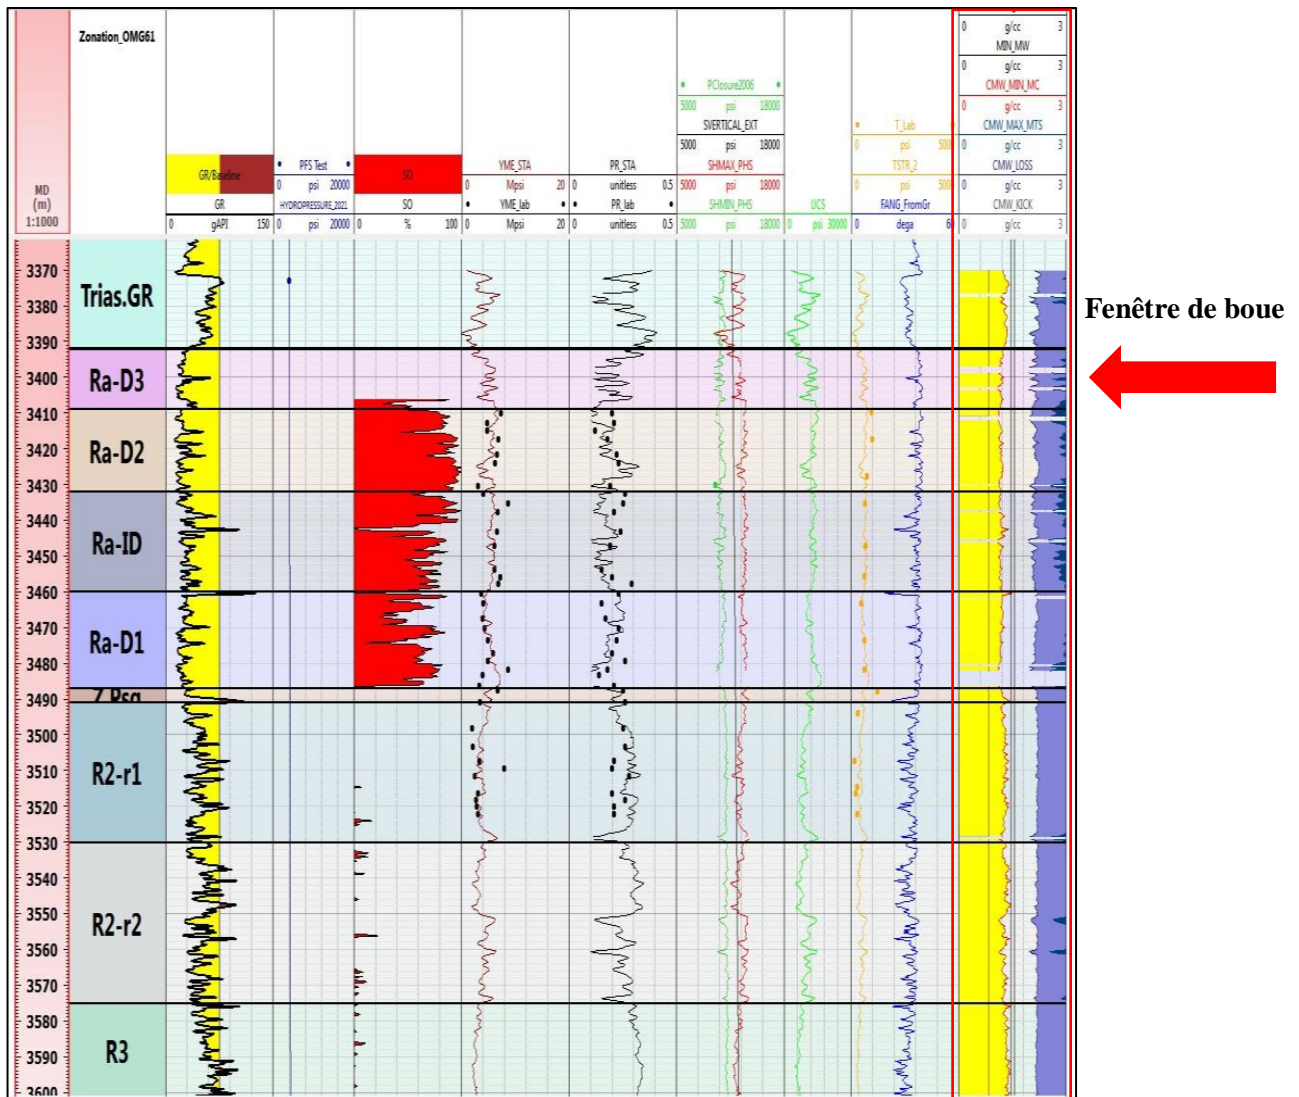 Zonation_OMG61
0 g/cc 3
MIN_MW
0 g/cc 3
PClosure2006
CMW_MIN_MC
5000 psi 18000
0 g/cc 3
SVERTICAL_EXT
T_Lab
CMW_MAX_MTS
5000 psi 18000
0 psi 500
0 g/cc 3
GR/Baseline
PFS Test
SO
YME_STA
PR_STA
SHMAX_PHS
TSTR_2
CMW_LOSS
MD
(m)
1:1000
0 psi 20000
0 Mpsi 20
0 unitless 0.5
5000 psi 18000
0 psi 500
0 g/cc 3
GR
HYDROPRESSURE_2021
SO
YME_lab
PR_lab
SHMIN_PHS
UCS
FANG_FromGr
CMW_KICK
0 gAPI 150
0 psi 20000
0 % 100
0 Mpsi 20
0 unitless 0.5
5000 psi 18000
0 psi 30000
0 dega 6
0 g/cc 3
3370
Trias.GR
3380
3390
Fenêtre de boue
3400
Ra-D3
3410
3420
Ra-D2
3430
3440
3450
Ra-ID
3460
3470
Ra-D1
3480
3490
3500
3510
R2-r1
3520
3530
3540
3550
R2-r2
3560
3570
3580
3590
R3
3600